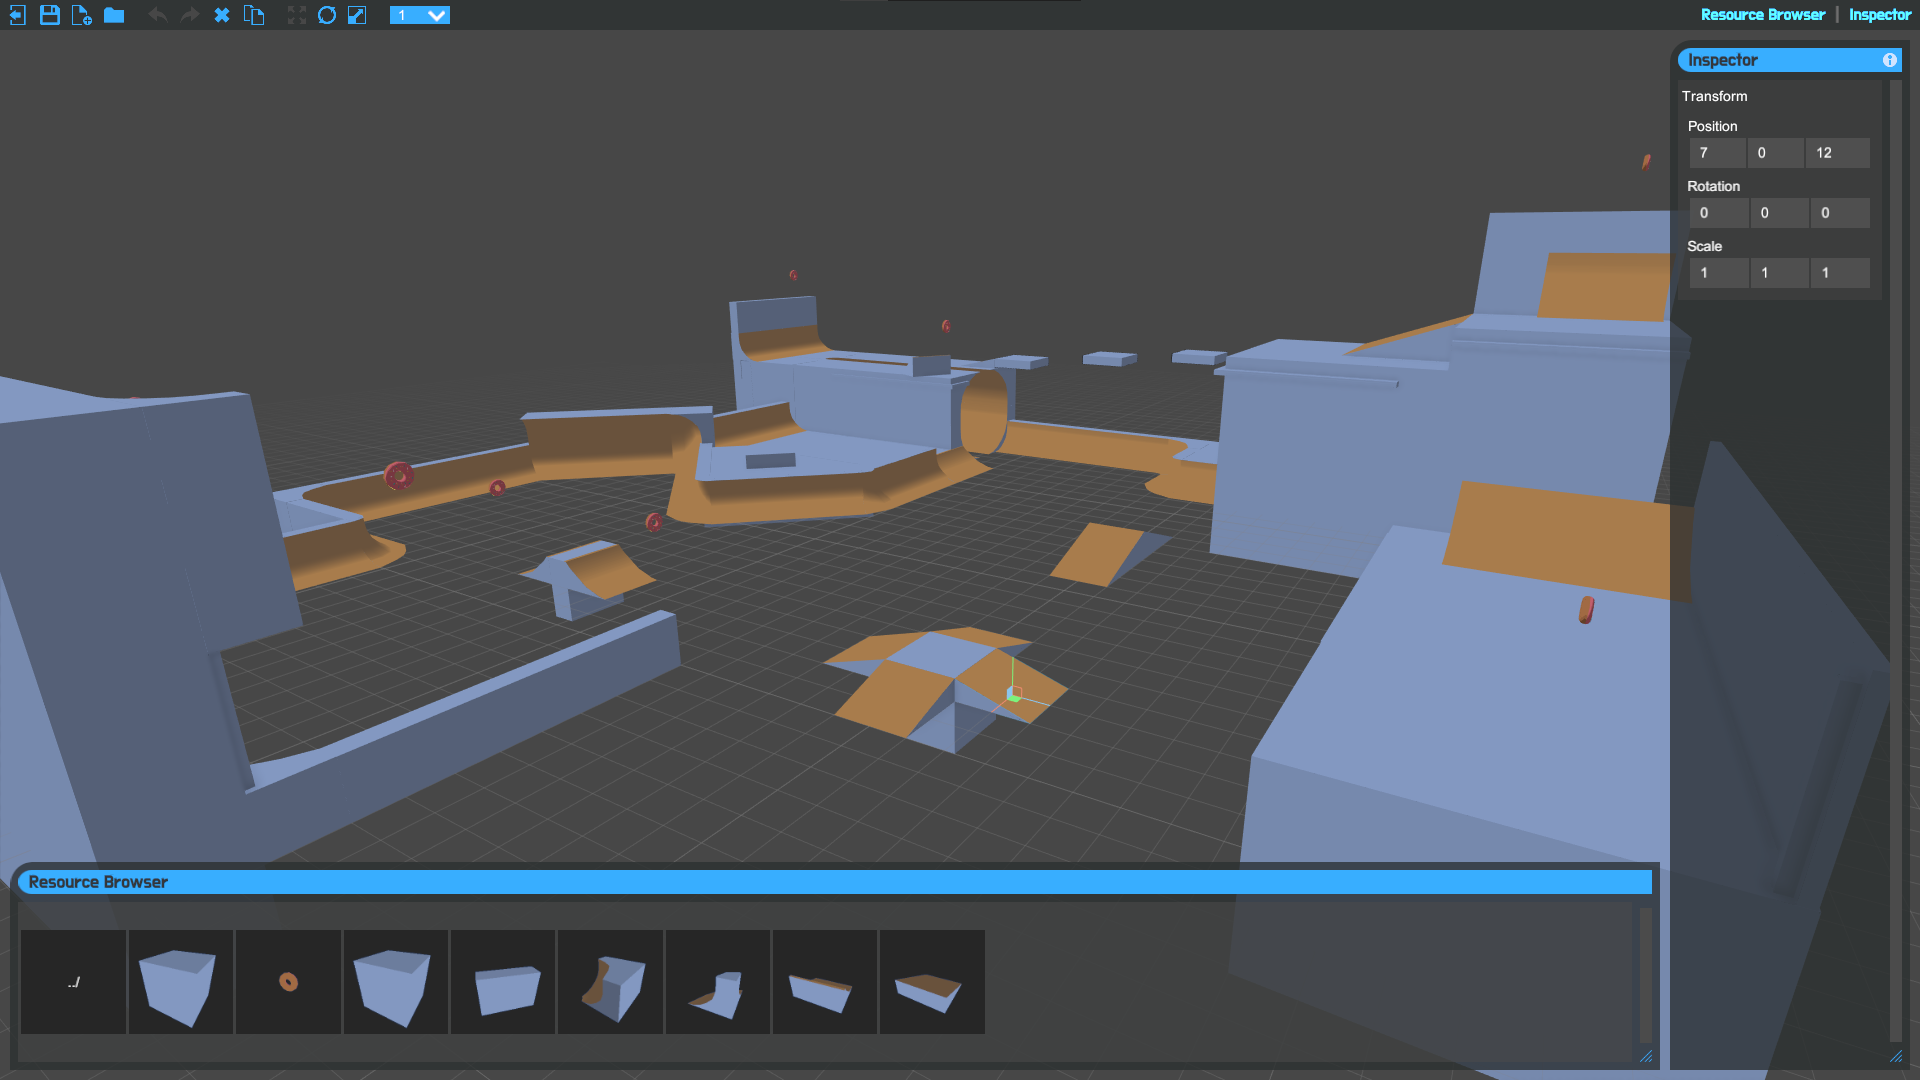 1
Resource Browser | Inspector
Inspector
Transform
Position
7 0 12
Rotation
0 0 0
Scale
1 1 1
Resource Browser
../